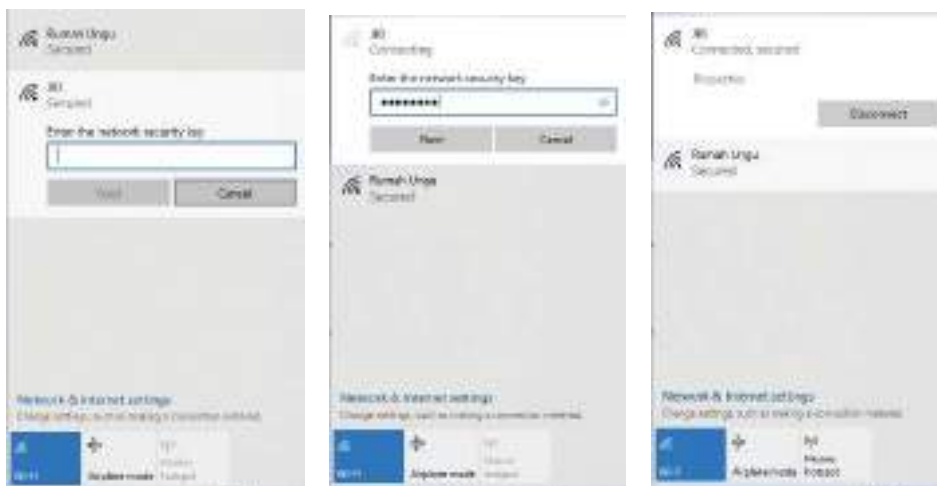 Rumah Ungu
Secured
Secured
Enter the network security key
Next
Cancel
Network & Internet settings
Change settings, such as making a connection metered.
Wi-Fi
Airplane mode
Mobile
hotspot
Connecting
Enter the network security key
••••••••
Next
Cancel
Rumah Ungu
Secured
Network & Internet settings
Change settings, such as making a connection metered.
Wi-Fi
Airplane mode
Mobile
hotspot
Connected, secured
Properties
Disconnect
Rumah Ungu
Secured
Network & Internet settings
Change settings, such as making a connection metered.
Wi-Fi
Airplane mode
Mobile
hotspot